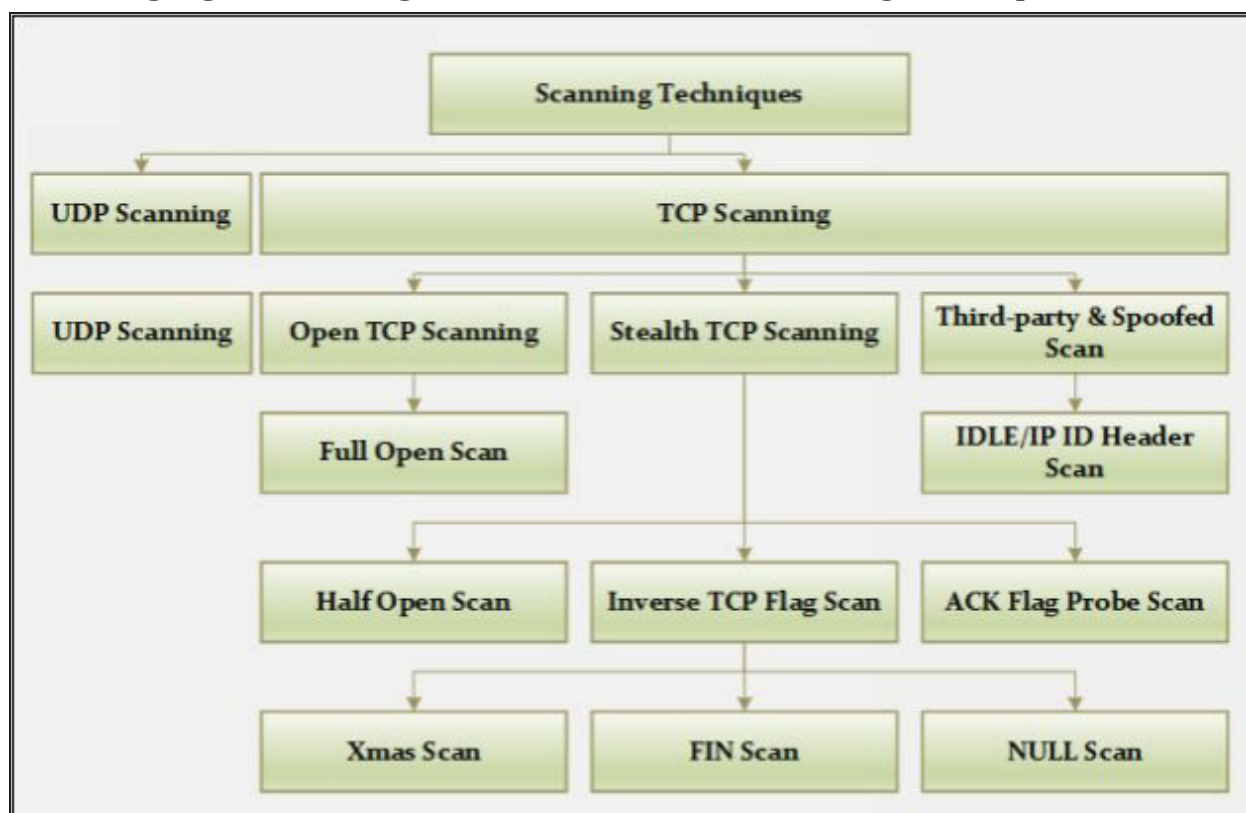 Scanning Techniques
UDP Scanning
TCP Scanning
UDP Scanning
Open TCP Scanning
Stealth TCP Scanning
Third-party & Spoofed
Scan
Full Open Scan
IDLE/IP ID Header
Scan
Half Open Scan
Inverse TCP Flag Scan
ACK Flag Probe Scan
Xmas Scan
FIN Scan
NULL Scan